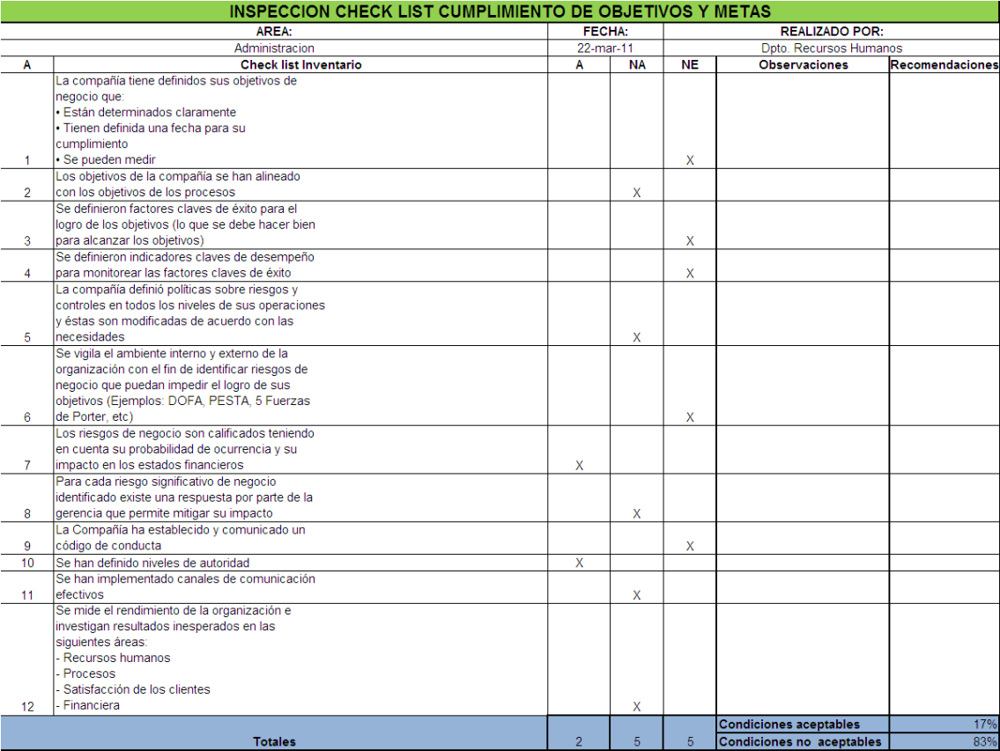 INSPECCION CHECK LIST CUMPLIMIENTO DE OBJETIVOS Y METAS
AREA: FECHA: REALIZADO POR:
Administracion 22-mar-11 Dpto. Recursos Humanos
A Check list Inventario A NA NE Observaciones Recomendaciones
La compañía tiene definidos sus objetivos de
negocio que:
• Están determinados claramente
• Tienen definida una fecha para su
cumplimiento
1 • Se pueden medir X
Los objetivos de la compañía se han alineado
2 con los objetivos de los procesos X
Se definieron factores claves de éxito para el
logro de los objetivos (lo que se debe hacer bien
3 para alcanzar los objetivos) X
Se definieron indicadores claves de desempeño
4 para monitorear las factores claves de éxito X
La compañía definió políticas sobre riesgos y
controles en todos los niveles de sus operaciones
y éstas son modificadas de acuerdo con las
5 necesidades X
Se vigila el ambiente interno y externo de la
organización con el fin de identificar riesgos de
negocio que puedan impedir el logro de sus
objetivos (Ejemplos: DOFA, PESTA, 5 Fuerzas
6 de Porter, etc) X
Los riesgos de negocio son calificados teniendo
en cuenta su probabilidad de ocurrencia y su
7 impacto en los estados financieros X
Para cada riesgo significativo de negocio
identificado existe una respuesta por parte de la
8 gerencia que permite mitigar su impacto X
La Compañía ha establecido y comunicado un
9 código de conducta X
10 Se han definido niveles de autoridad X
Se han implementado canales de comunicación
11 efectivos X
Se mide el rendimiento de la organización e
investigan resultados inesperados en las
siguientes áreas:
- Recursos humanos
- Procesos
- Satisfacción de los clientes
12 - Financiera X
Condiciones aceptables 17%
Totales 2 5 5 Condiciones no aceptables 83%